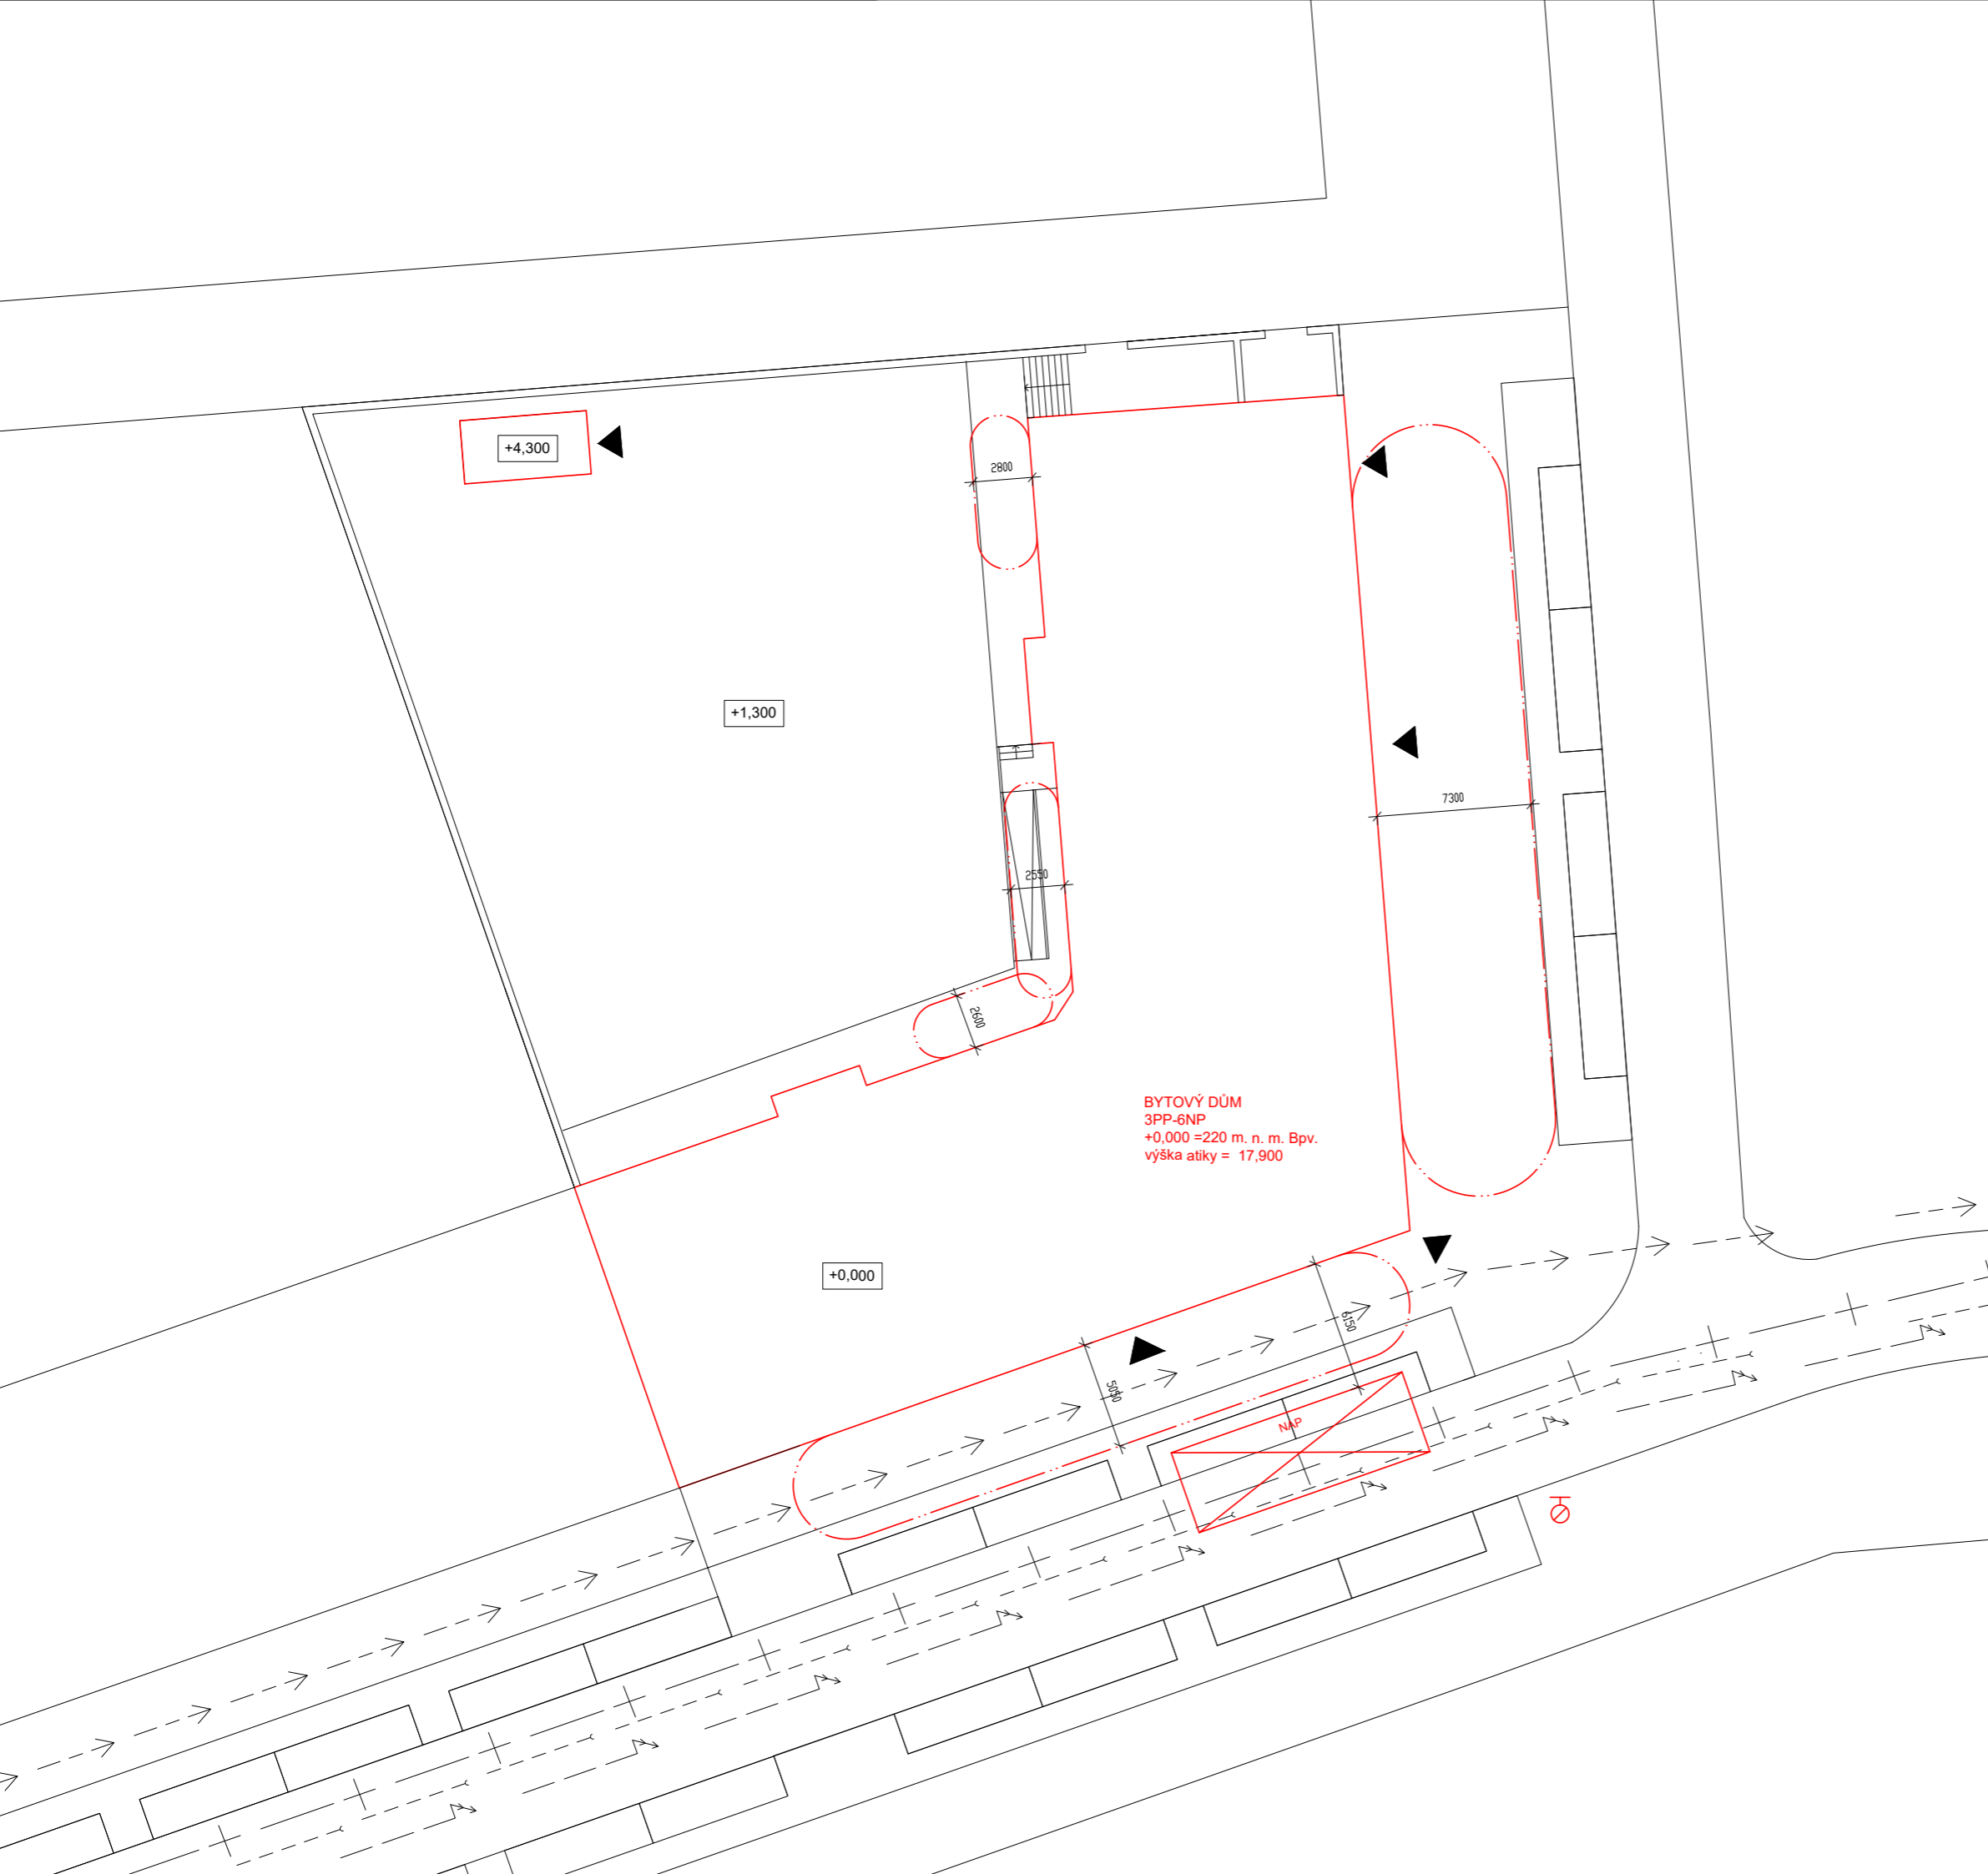 +4,300
2800
+1,300
7300
2550
2600
BYTOVÝ DŮM
3PP-6NP
+0,000 =220 m. n. m. Bpv.
výška atiky = 17,900
+0,000
6150
5050
NAP